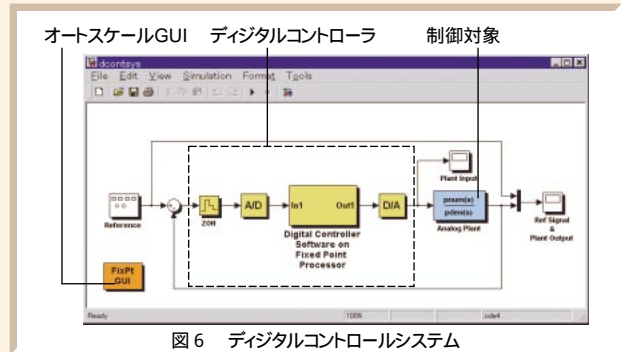 オートスケールGUI ディジタルコントローラ 制御対象
dcontsys
File Edit View Simulation Format Tools
Plant Input
Reference
ZOH
A/D
In1 Out1
D/A
pnum(s)
pden(s)
Analog Plant
Digital Controller
Software on
Fixed Point
Processor
Ref Signal
&
Plant Output
FixPt
GUI
Ready 100% ode4
図6 ディジタルコントロールシステム